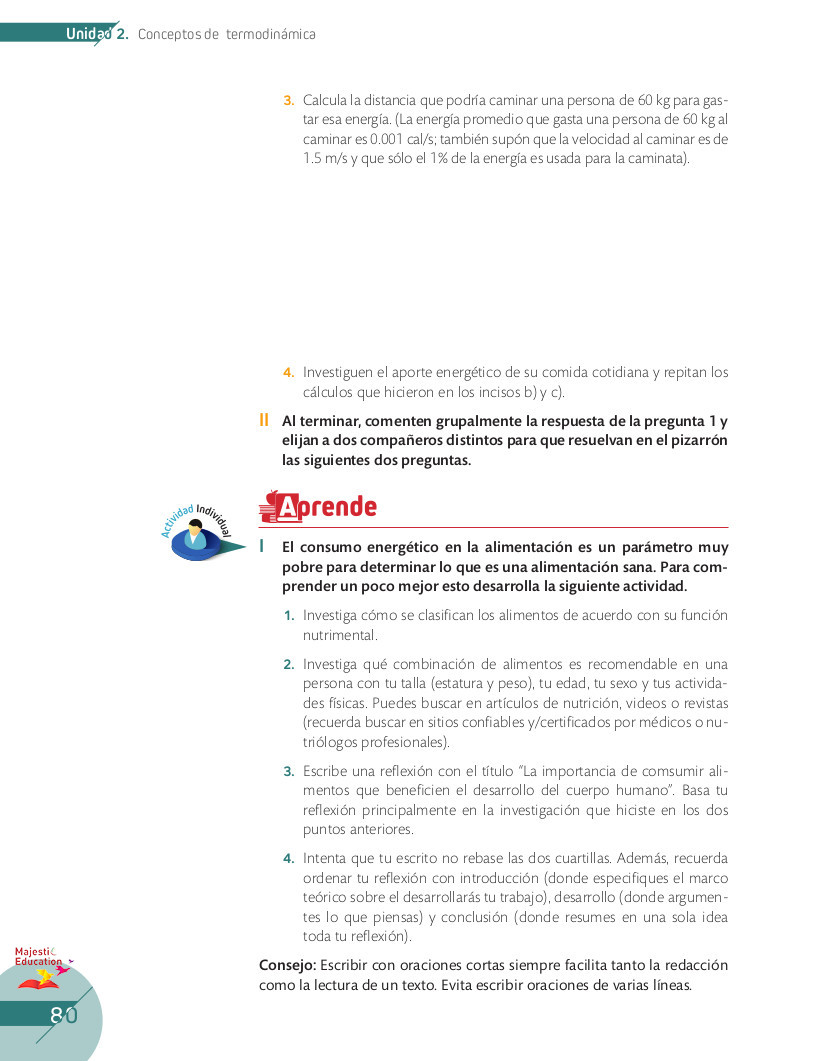 Unidad 2. Conceptos de termodinámica
3. Calcula la distancia que podría caminar una persona de 60 kg para gas-
tar esa energía. (La energía promedio que gasta una persona de 60 kg al
caminar es 0.001 cal/s; también supón que la velocidad al caminar es de
1.5 m/s y que sólo el 1% de la energía es usada para la caminata).
4. Investiguen el aporte energético de su comida cotidiana y repitan los
cálculos que hicieron en los incisos b) y c).
II Al terminar, comenten grupalmente la respuesta de la pregunta 1 y
elijan a dos compañeros distintos para que resuelvan en el pizarrón
las siguientes dos preguntas.
Aprende
Actividad Individual
I El consumo energético en la alimentación es un parámetro muy
pobre para determinar lo que es una alimentación sana. Para com-
prender un poco mejor esto desarrolla la siguiente actividad.
1. Investiga cómo se clasifican los alimentos de acuerdo con su función
nutrimental.
2. Investiga qué combinación de alimentos es recomendable en una
persona con tu talla (estatura y peso), tu edad, tu sexo y tus activida-
des físicas. Puedes buscar en artículos de nutrición, videos o revistas
(recuerda buscar en sitios confiables y/certificados por médicos o nu-
triólogos profesionales).
3. Escribe una reflexión con el título “La importancia de comsumir ali-
mentos que beneficien el desarrollo del cuerpo humano”. Basa tu
reflexión principalmente en la investigación que hiciste en los dos
puntos anteriores.
4. Intenta que tu escrito no rebase las dos cuartillas. Además, recuerda
ordenar tu reflexión con introducción (donde especifiques el marco
teórico sobre el desarrollarás tu trabajo), desarrollo (donde argumen-
tes lo que piensas) y conclusión (donde resumes en una sola idea
toda tu reflexión).
Consejo: Escribir con oraciones cortas siempre facilita tanto la redacción
como la lectura de un texto. Evita escribir oraciones de varias líneas.
Majestic
Education
80